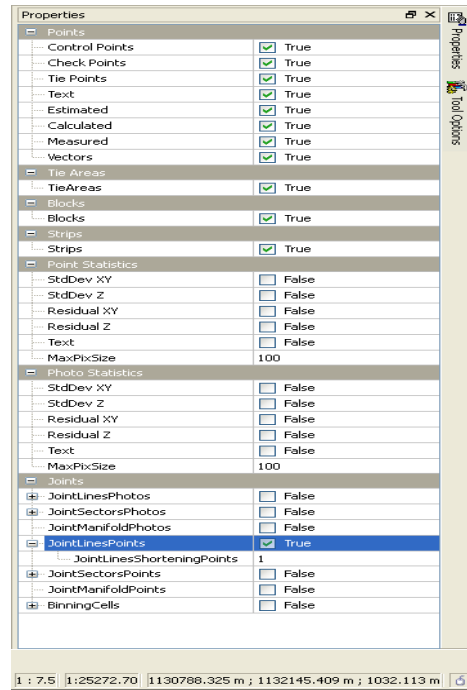 Properties
Points
Control Points True
Check Points True
Tie Points True
Text True
Estimated True
Calculated True
Measured True
Vectors True
Tie Areas
TieAreas True
Blocks
Blocks True
Strips
Strips True
Point Statistics
StdDev XY False
StdDev Z False
Residual XY False
Residual Z False
Text False
MaxPixSize 100
Photo Statistics
StdDev XY False
StdDev Z False
Residual XY False
Residual Z False
Text False
MaxPixSize 100
Joints
JointLinesPhotos False
JointSectorsPhotos False
JointManifoldPhotos False
JointLinesPoints True
JointLinesShorteningPoints 1
JointSectorsPoints False
JointManifoldPoints False
BinningCells False
Properties
Tool Options
1 : 7.5 1:25272.70 1130788.325 m ; 1132145.409 m ; 1032.113 m